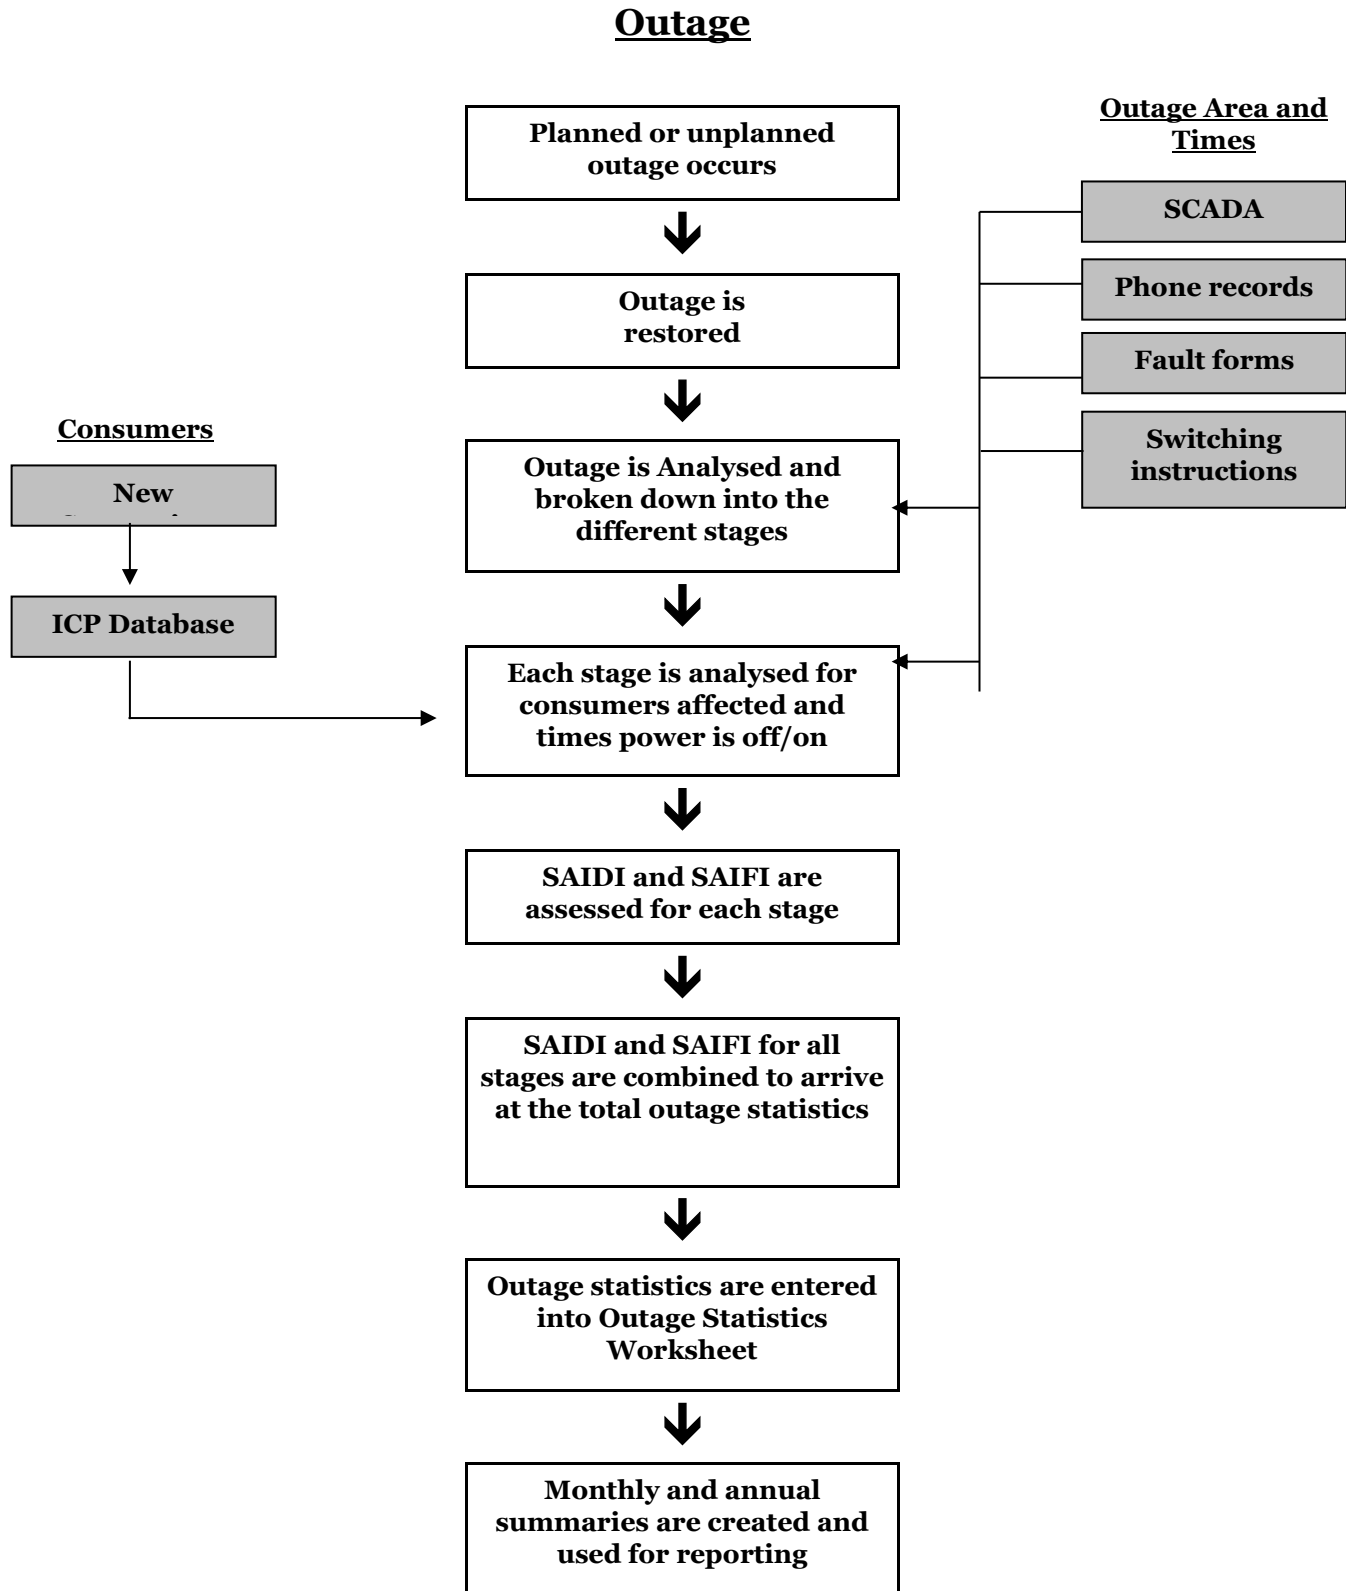 Outage
Planned or unplanned
outage occurs
Outage Area and
Times
SCADA
Phone records
Fault forms
Switching
instructions
Outage is
restored
Consumers
New
ICP Database
Outage is Analysed and
broken down into the
different stages
Each stage is analysed for
consumers affected and
times power is off/on
SAIDI and SAIFI are
assessed for each stage
SAIDI and SAIFI for all
stages are combined to arrive
at the total outage statistics
Outage statistics are entered
into Outage Statistics
Worksheet
Monthly and annual
summaries are created and
used for reporting